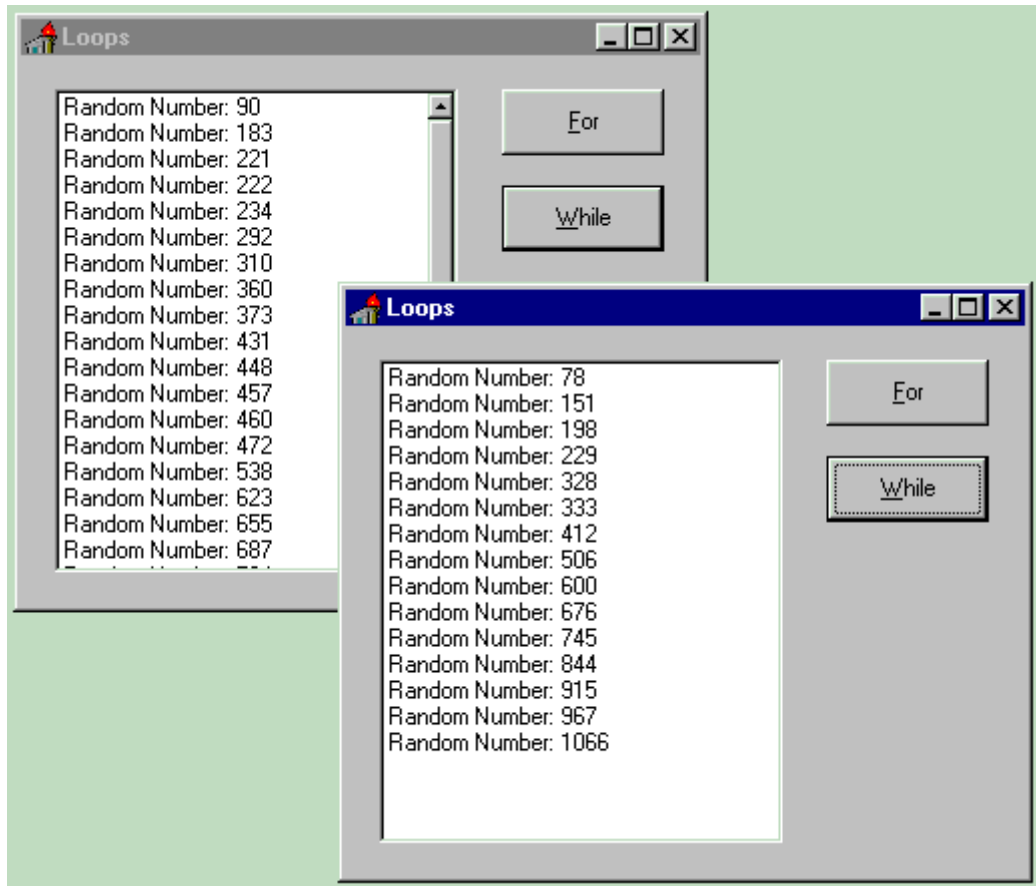 Loops
Random Number: 90
Random Number: 183
Random Number: 221
Random Number: 222
Random Number: 234
Random Number: 292
Random Number: 310
Random Number: 360
Random Number: 373
Random Number: 431
Random Number: 448
Random Number: 457
Random Number: 460
Random Number: 472
Random Number: 538
Random Number: 623
Random Number: 655
Random Number: 687
For
While
Loops
Random Number: 78
Random Number: 151
Random Number: 198
Random Number: 229
Random Number: 328
Random Number: 333
Random Number: 412
Random Number: 506
Random Number: 600
Random Number: 676
Random Number: 745
Random Number: 844
Random Number: 915
Random Number: 967
Random Number: 1066
For
While